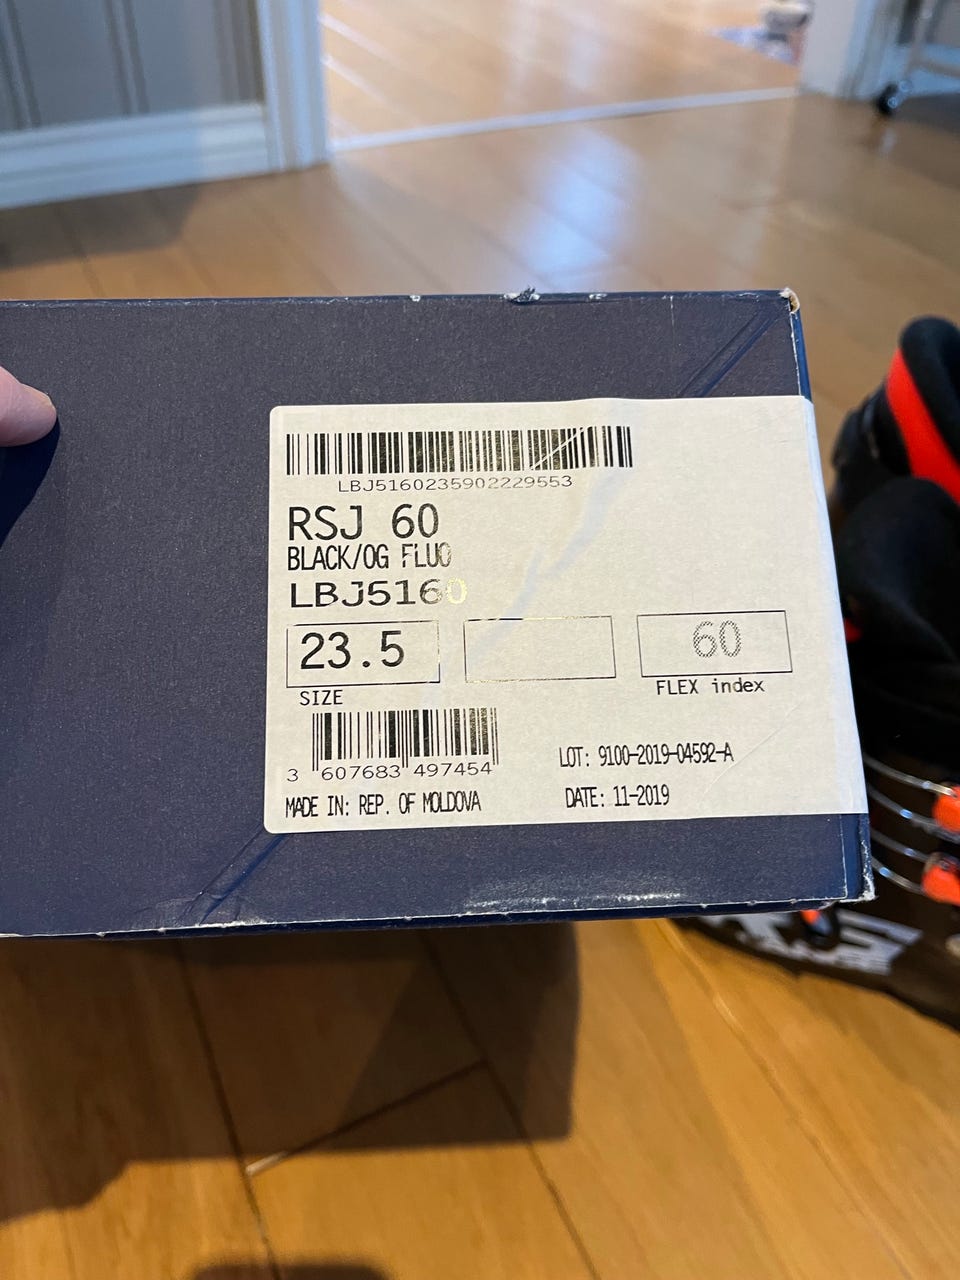 LBJ5160235902229553
RSJ 60
BLACK/OG FLUO
LBJ5160
23.5
60
SIZE
FLEX index
3 607683 497454
LOT: 9100-2019-04592-A
MADE IN: REP. OF MOLDOVA
DATE: 11-2019
RS